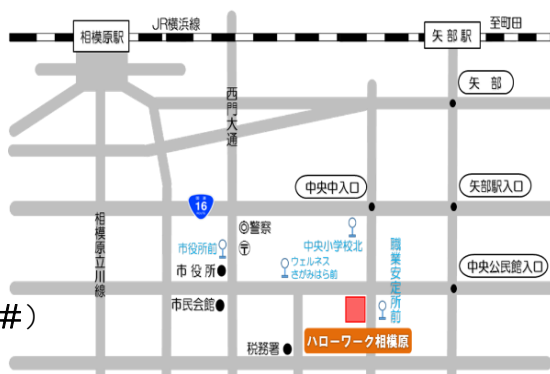 JR横浜線
至町田
相模原駅
矢部駅
矢部
西門大通
中央中入口
矢部駅入口
16
◎警察
〒
中央小学校北
市役所前
市役所
ウェルネス
さがみはら前
職業安定所前
中央公民館入口
相模原立川線
市民会館
#)
ハローワーク相模原
税務署